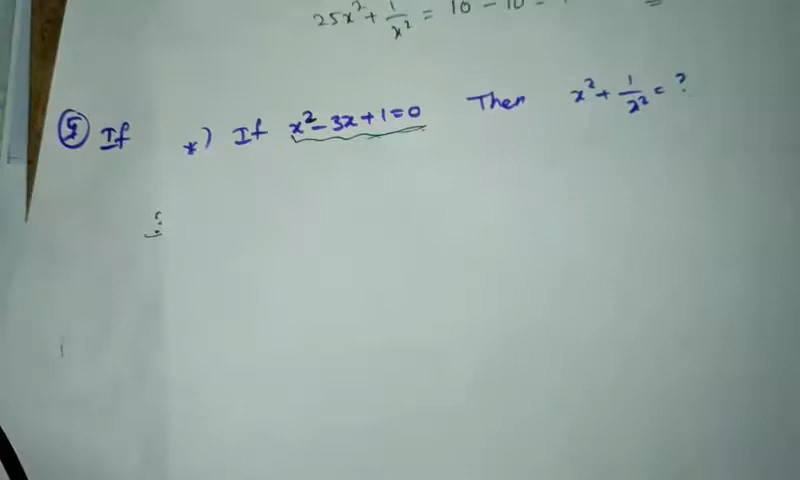 25x² + 1/x² = 10 - 10 =
⑤ If *) If x² - 3x + 1 = 0 Then x² + 1/x² = ?